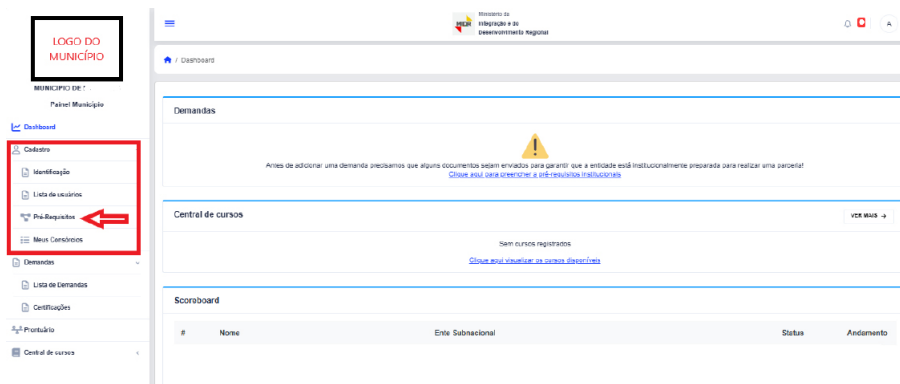 LOGO DO
MUNICÍPIO
MUNICIPIO DE
Painel Município
Dashboard
Cadastro
Identificação
Lista de usuários
Pré-Requisitos
Meus Consórcios
Demandas
Lista de Demandas
Certificações
Prontuário
Central de cursos
MIDR
Ministério da
Integração e do
Desenvolvimento Regional
A
/ Dashboard
Demandas
Antes de adicionar uma demanda precisamos que alguns documentos sejam enviados para garantir que a entidade está institucionalmente preparada para realizar uma parceria!
Clique aqui para preencher a pré-requisitos institucionais
Central de cursos
VER MAIS →
Sem cursos registrados
Clique aqui visualizar os cursos disponíveis
Scoreboard
# Nome Ente Subnacional Status Andamento